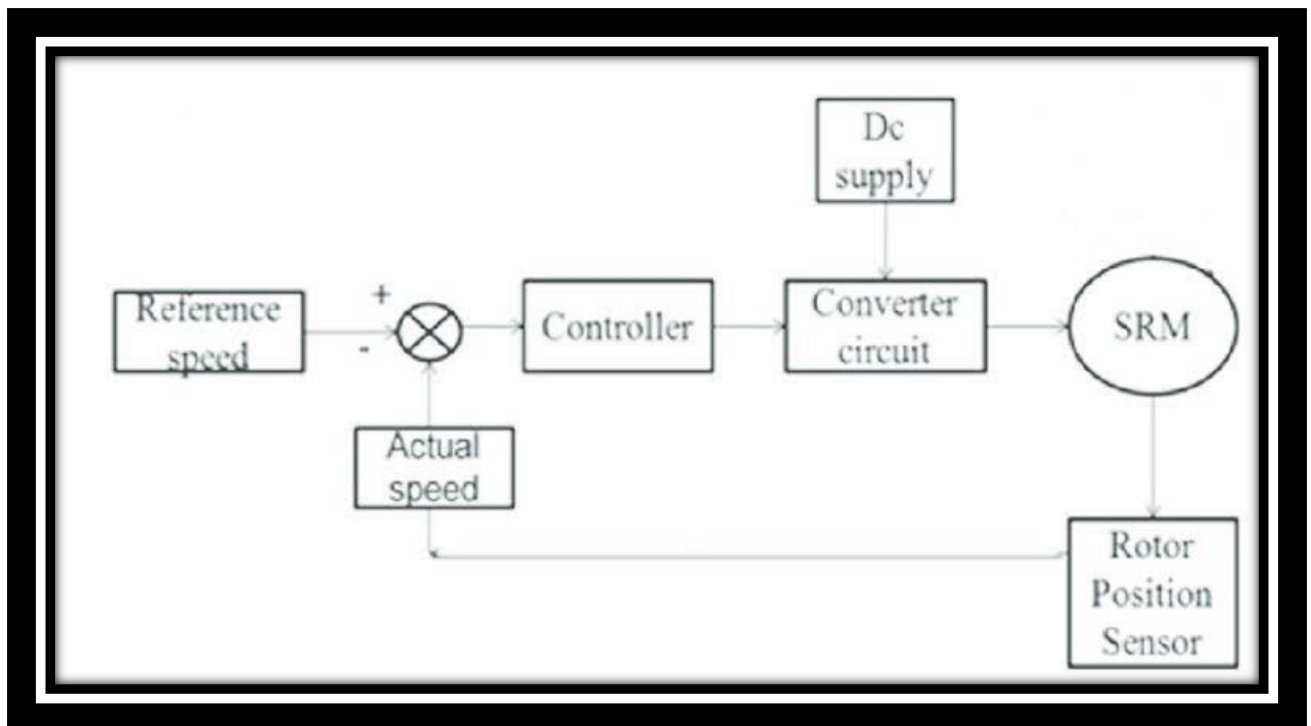 Dc
supply
Reference
speed
+
-
Controller
Converter
circuit
SRM
Actual
speed
Rotor
Position
Sensor